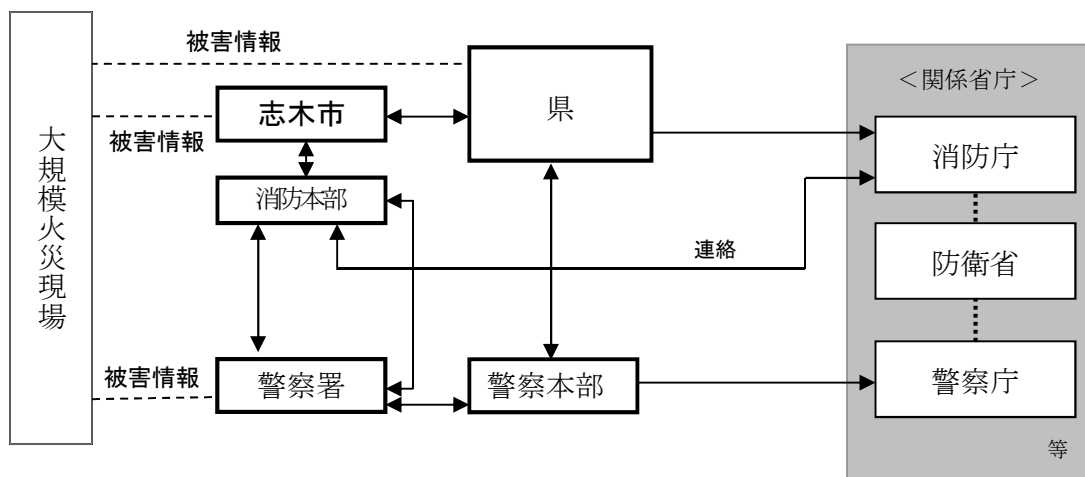 被害情報
県
＜関係省庁＞
大規模火災現場
志木市
被害情報
消防庁
消防本部
連絡
防衛省
被害情報
警察署
警察本部
警察庁
等